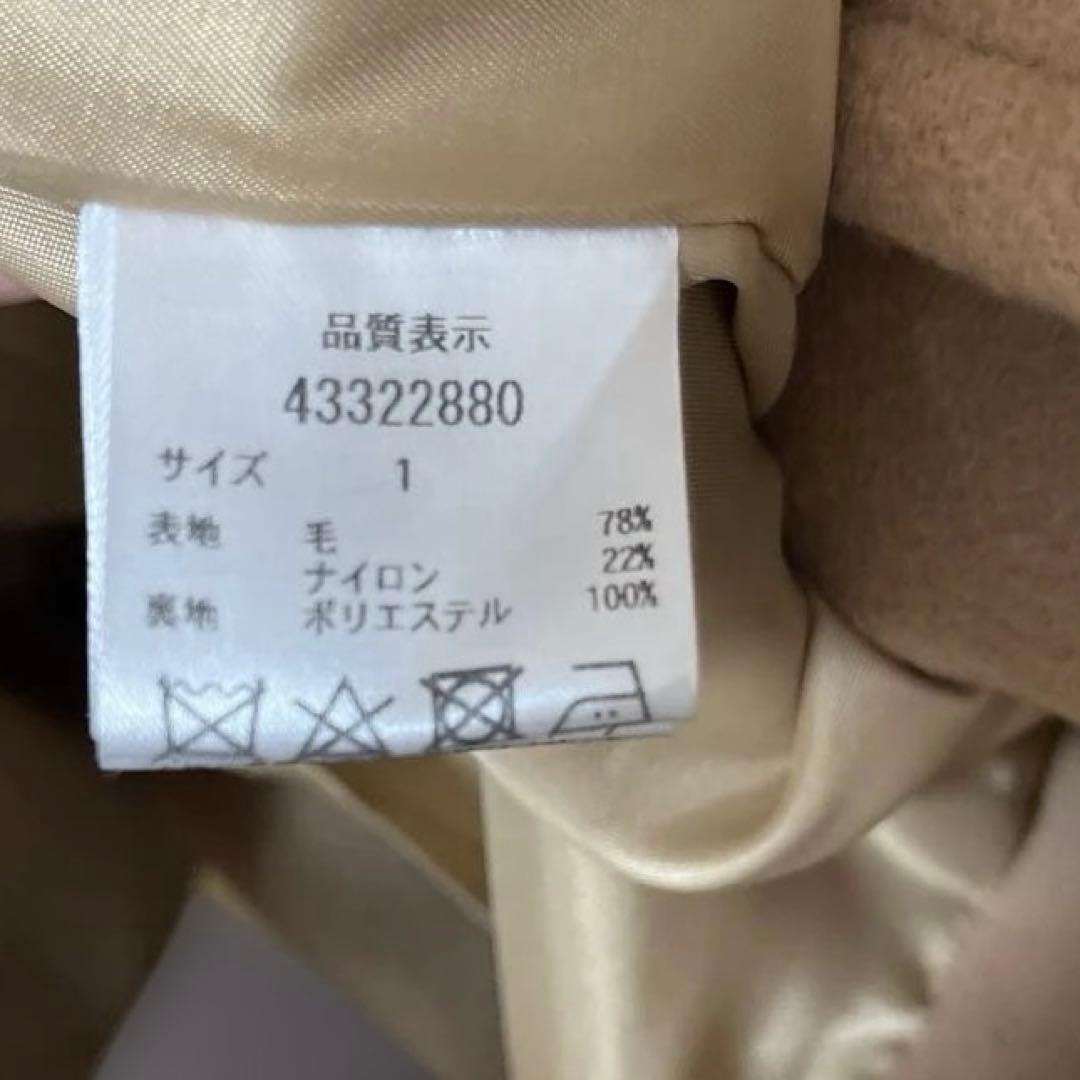 品質表示
43322880
サイズ 1
表地 毛 78%
ナイロン 22%
裏地 ポリエステル 100%